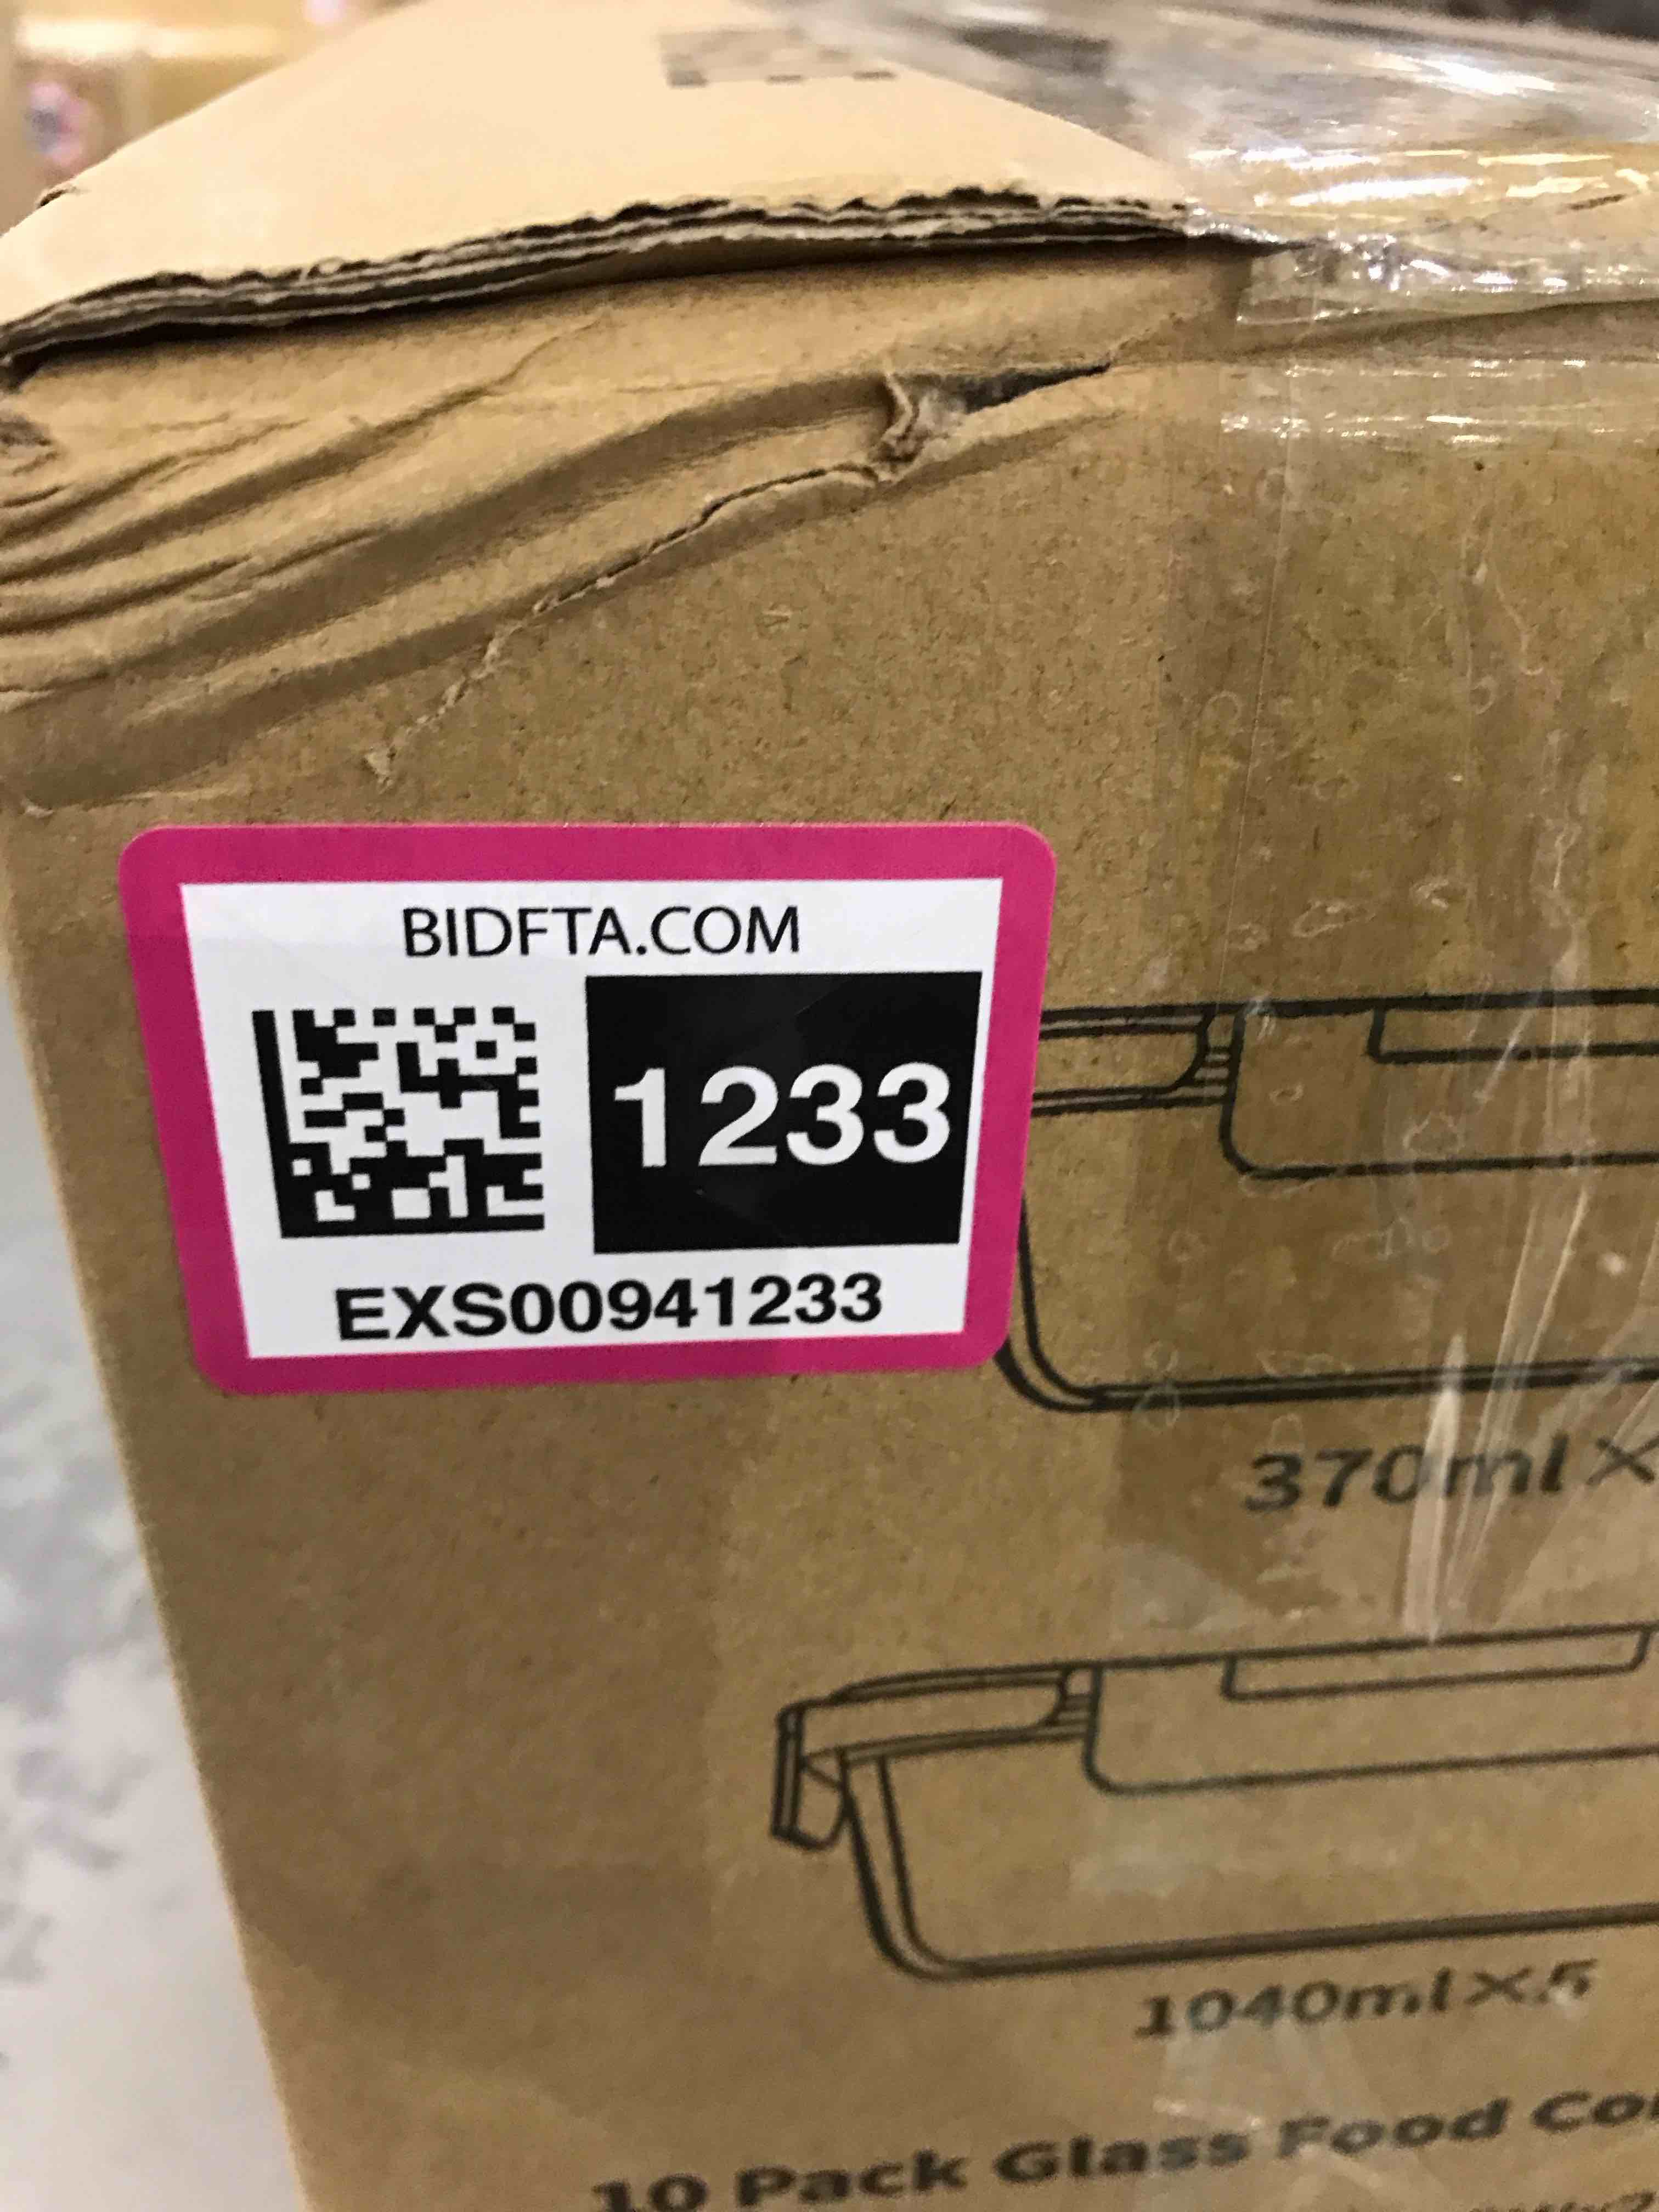 BIDFTA.COM
1233
EXS00941233
370ml×
1040ml×5
10 Pack Glass Food